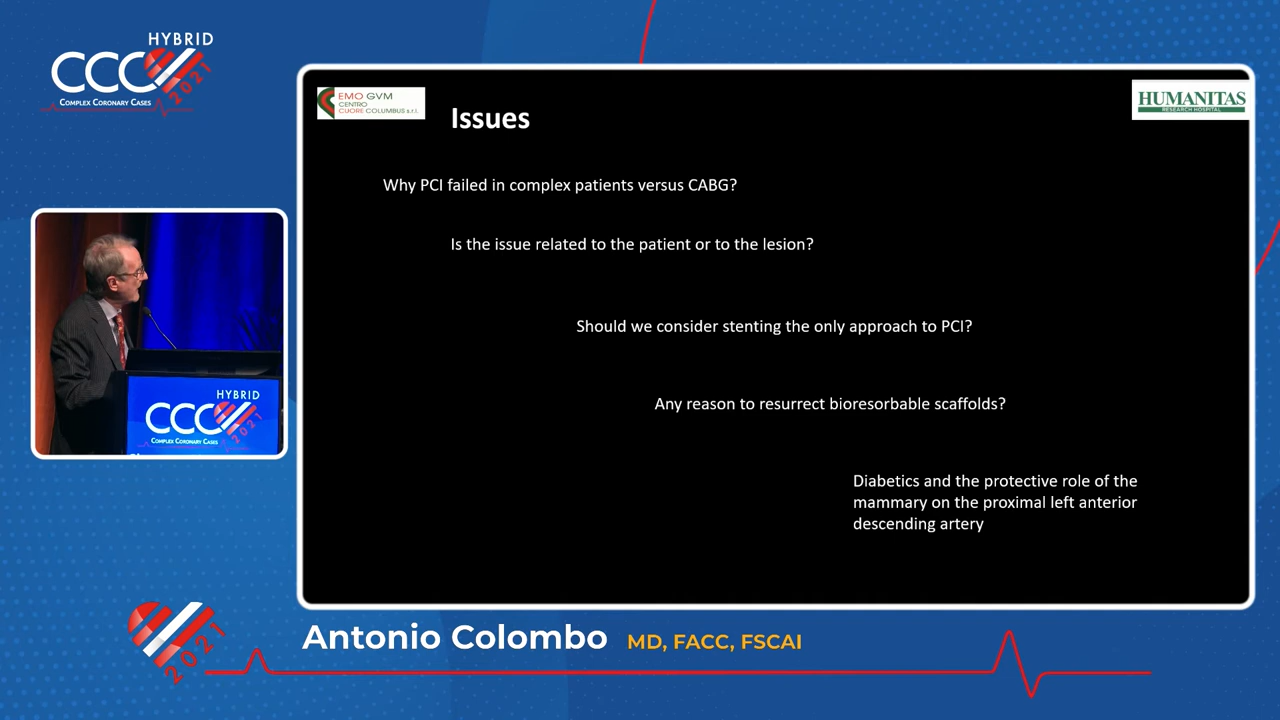 HYBRID
CCC
COMPLEX CORONARY CASES
2021
EMO GVM
CENTRO
CUORE COLUMBUS s.r.l.
HUMANITAS
RESEARCH HOSPITAL
Issues
Why PCI failed in complex patients versus CABG?
Is the issue related to the patient or to the lesion?
Should we consider stenting the only approach to PCI?
Any reason to resurrect bioresorbable scaffolds?
Diabetics and the protective role of the
mammary on the proximal left anterior
descending artery
HYBRID
CCC
COMPLEX CORONARY CASES
2021
2021
Antonio Colombo MD, FACC, FSCAI